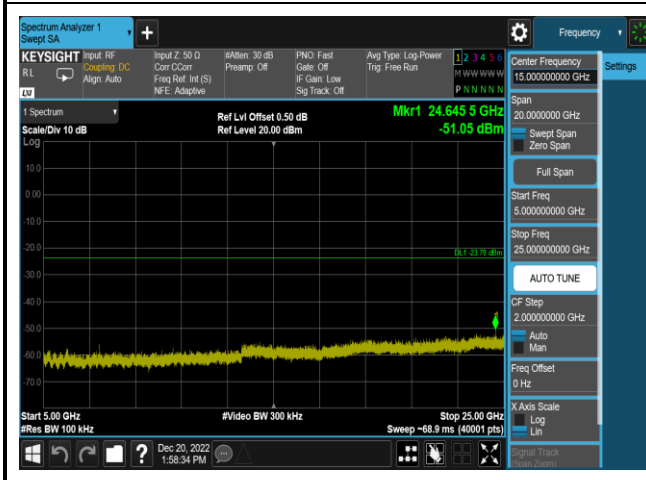 Spectrum Analyzer 1
Swept SA
+
Frequency
KEYSIGHT
RL
Input: RF
Coupling: DC
Align: Auto
Input Z: 50 Ω
Corr CCorr
Freq Ref: Int (S)
NFE: Adaptive
#Atten: 30 dB
Preamp: Off
PNO: Fast
Gate: Off
IF Gain: Low
Sig Track: Off
Avg Type: Log-Power
Trig: Free Run
1 2 3 4 5 6
M W W W W W
P N N N N N
1 Spectrum
Scale/Div 10 dB
Log
Ref Lvl Offset 0.50 dB
Ref Level 20.00 dBm
Mkr1 24.645 5 GHz
-51.05 dBm
10.0
0.00
-10.0
-20.0
-30.0
-40.0
-50.0
-60.0
-70.0
DL1 -23.78 dBm
Start 5.00 GHz
#Res BW 100 kHz
#Video BW 300 kHz
Stop 25.00 GHz
Sweep ~68.9 ms (40001 pts)
?
Dec 20, 2022
1:58:34 PM
Center Frequency
15.000000000 GHz
Settings
Span
20.0000000 GHz
Swept Span
Zero Span
Full Span
Start Freq
5.000000000 GHz
Stop Freq
25.000000000 GHz
AUTO TUNE
CF Step
2.000000000 GHz
Auto
Man
Freq Offset
0 Hz
X Axis Scale
Log
Lin
Signal Track
(Span Zoom)